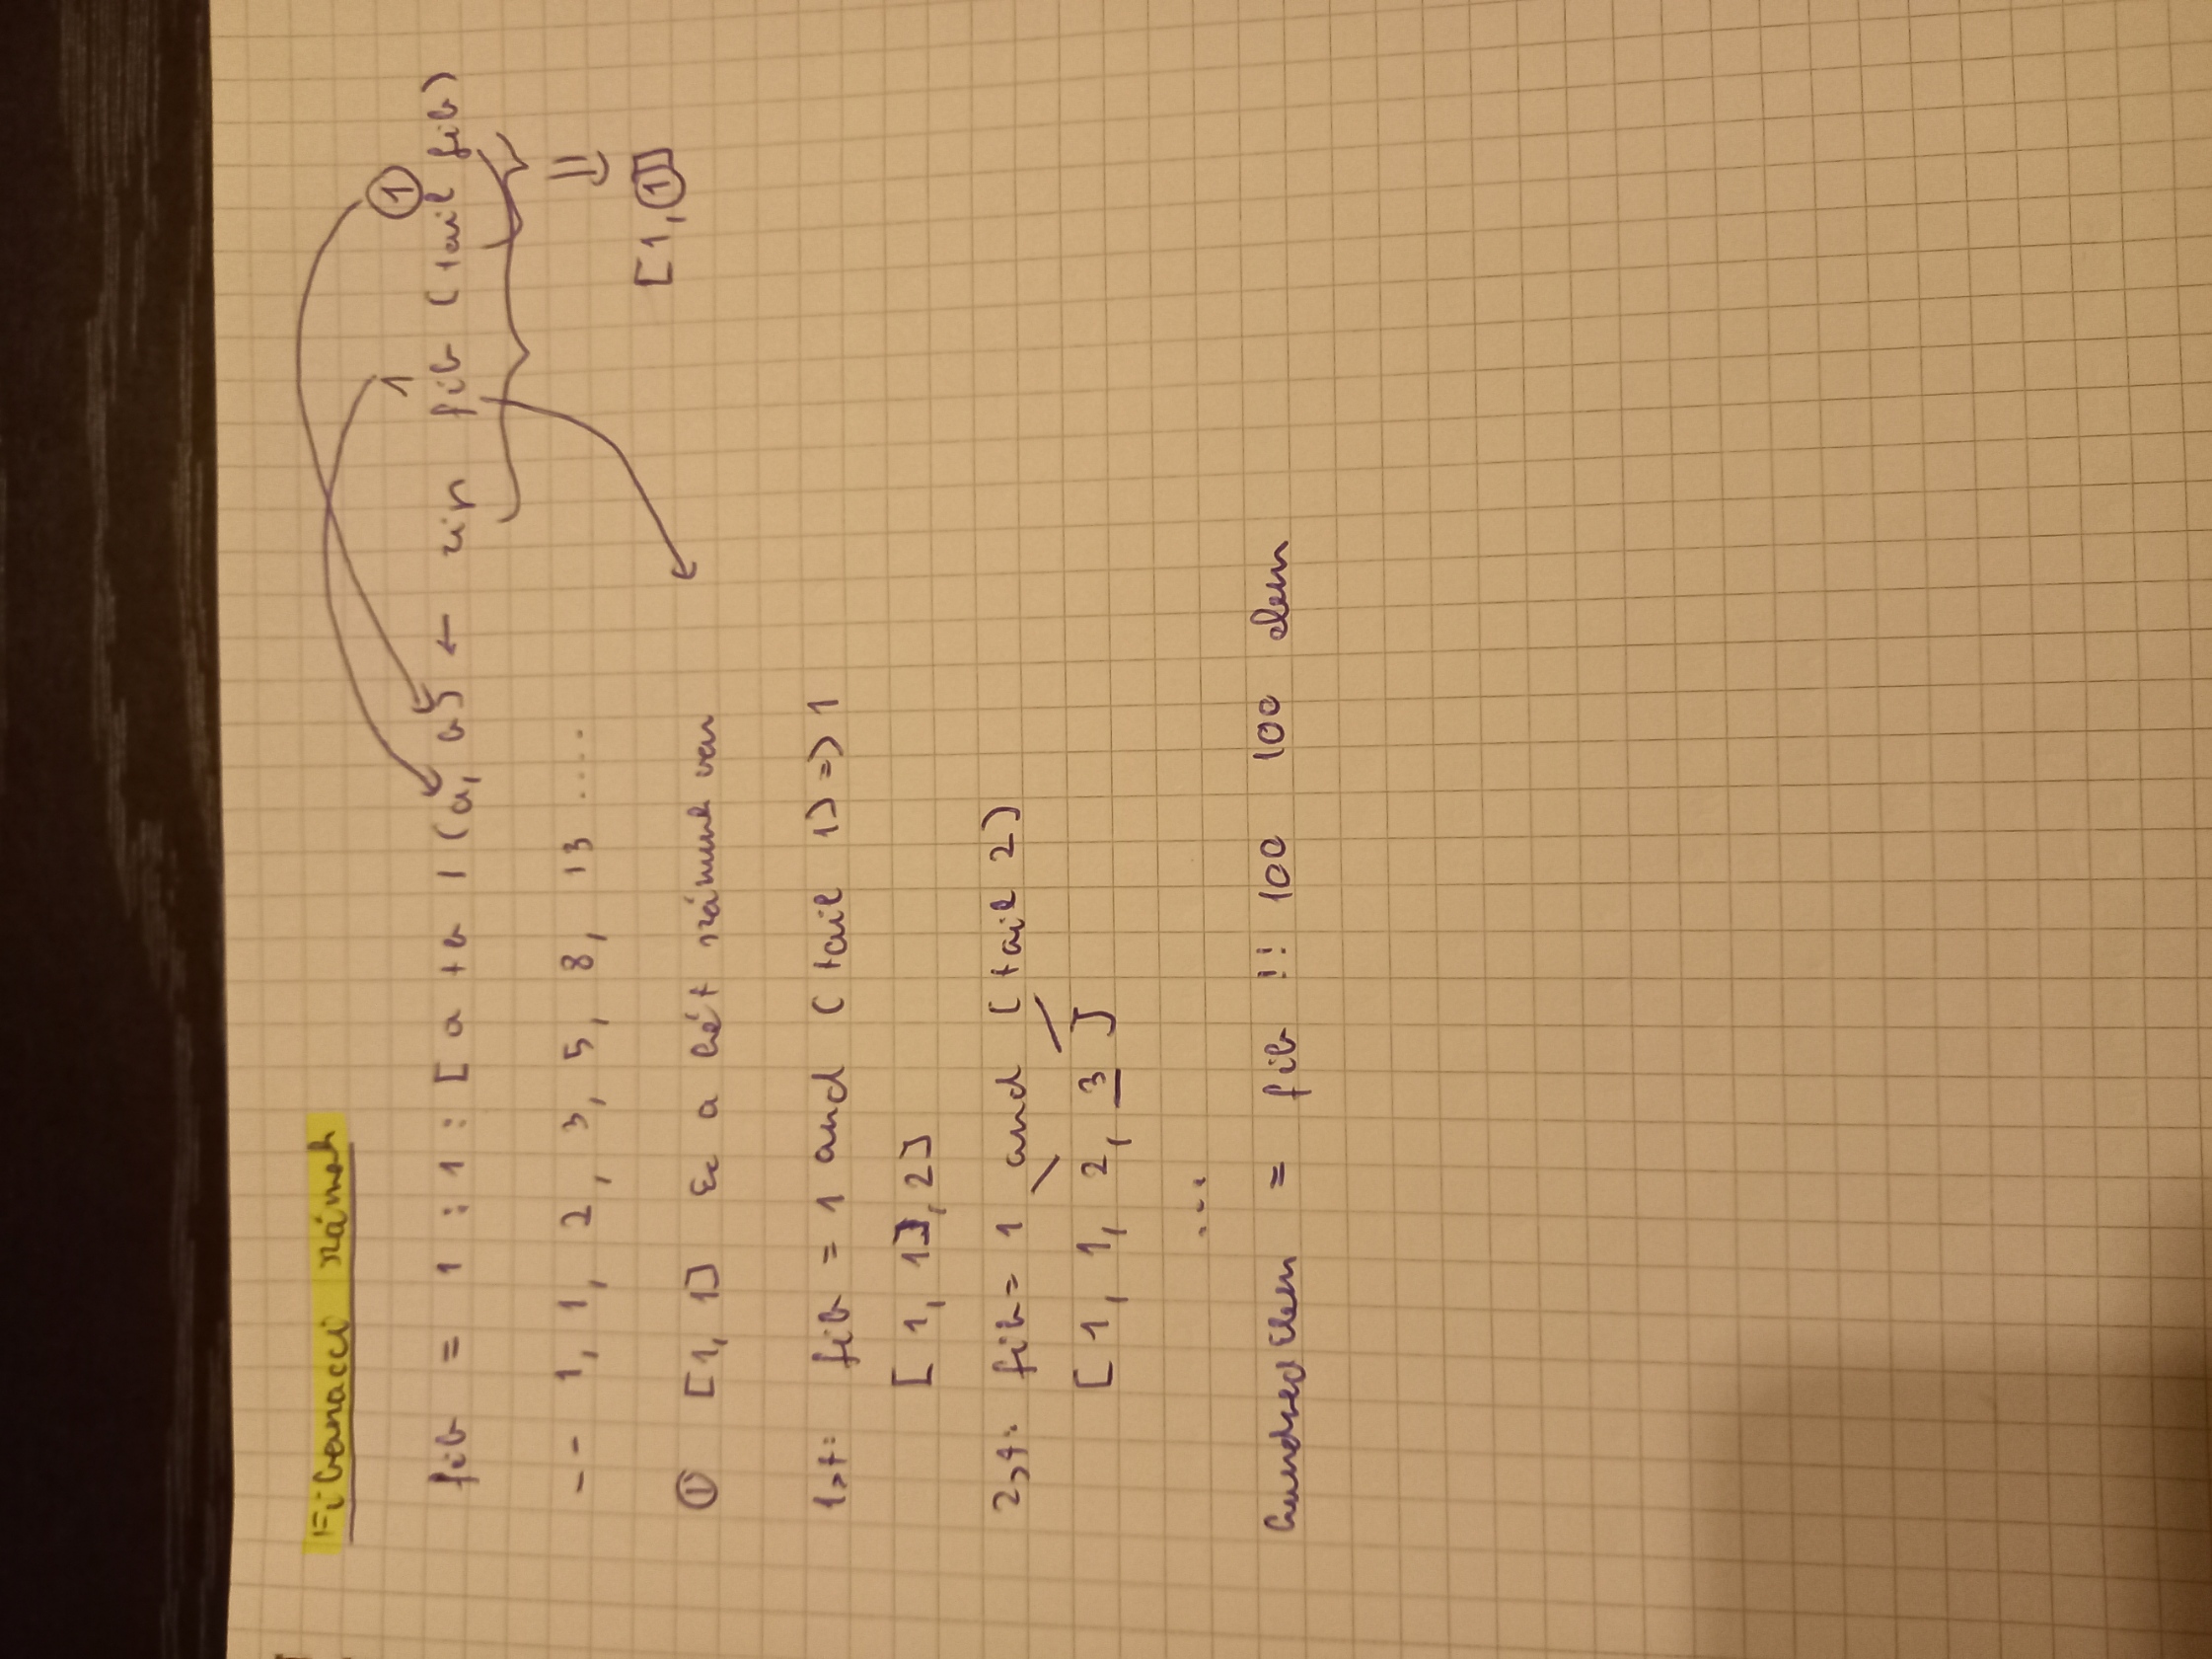 Fibonacci számok
1 1
fib = 1 : 1 : [ a + b | (a, b) ← zip fib (tail fib)
-- 1, 1, 2, 3, 5, 8, 13 ....
[1, 1]
① [1, 1] Ez a két számunk van
1st: fib = 1 and (tail 1) => 1
[ 1, 1], 2]
2st: fib = 1 and (tail 2)
[ 1, 1, 2, 3 ]
...
hundredElem = fib !! 100 100 elem